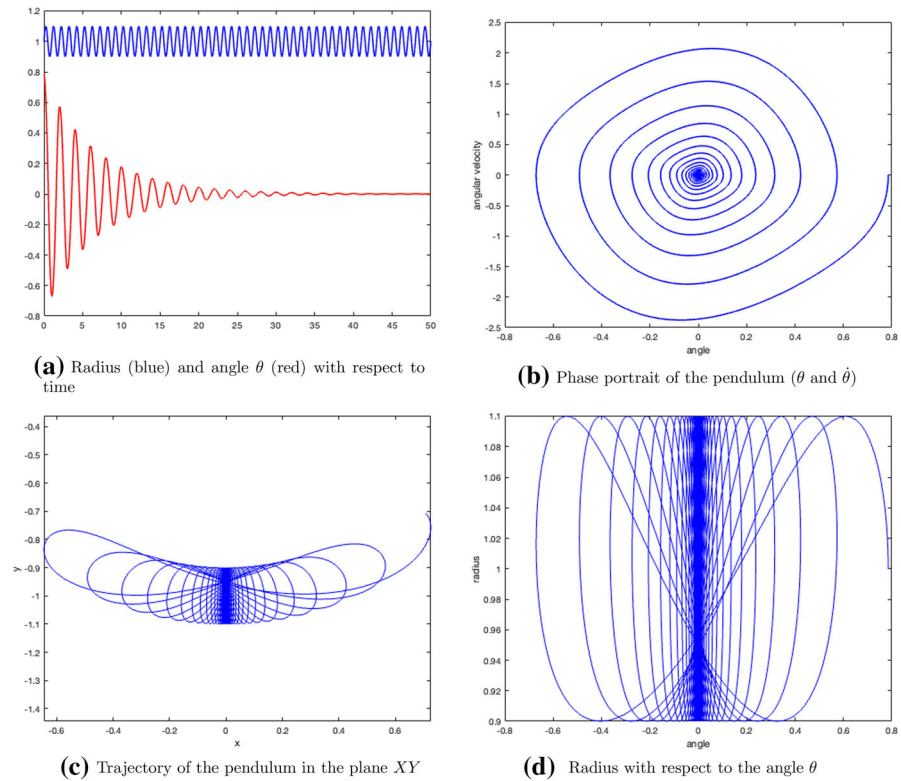 1.2
1
0.8
0.6
0.4
0.2
0
-0.2
-0.4
-0.6
-0.8
0 5 10 15 20 25 30 35 40 45 50
(a) Radius (blue) and angle θ (red) with respect to
time
2.5
2
1.5
1
0.5
0
-0.5
-1
-1.5
-2
-2.5
angular velocity
-0.8 -0.6 -0.4 -0.2 0 0.2 0.4 0.6 0.8
angle
(b) Phase portrait of the pendulum (θ and θ̇)
-0.4
-0.5
-0.6
-0.7
-0.8
-0.9
-1
-1.1
-1.2
-1.3
-1.4
y
-0.6 -0.4 -0.2 0 0.2 0.4 0.6
x
(c) Trajectory of the pendulum in the plane XY
1.1
1.08
1.06
1.04
1.02
1
0.98
0.96
0.94
0.92
0.9
radius
-0.8 -0.6 -0.4 -0.2 0 0.2 0.4 0.6 0.8
angle
(d) Radius with respect to the angle θ